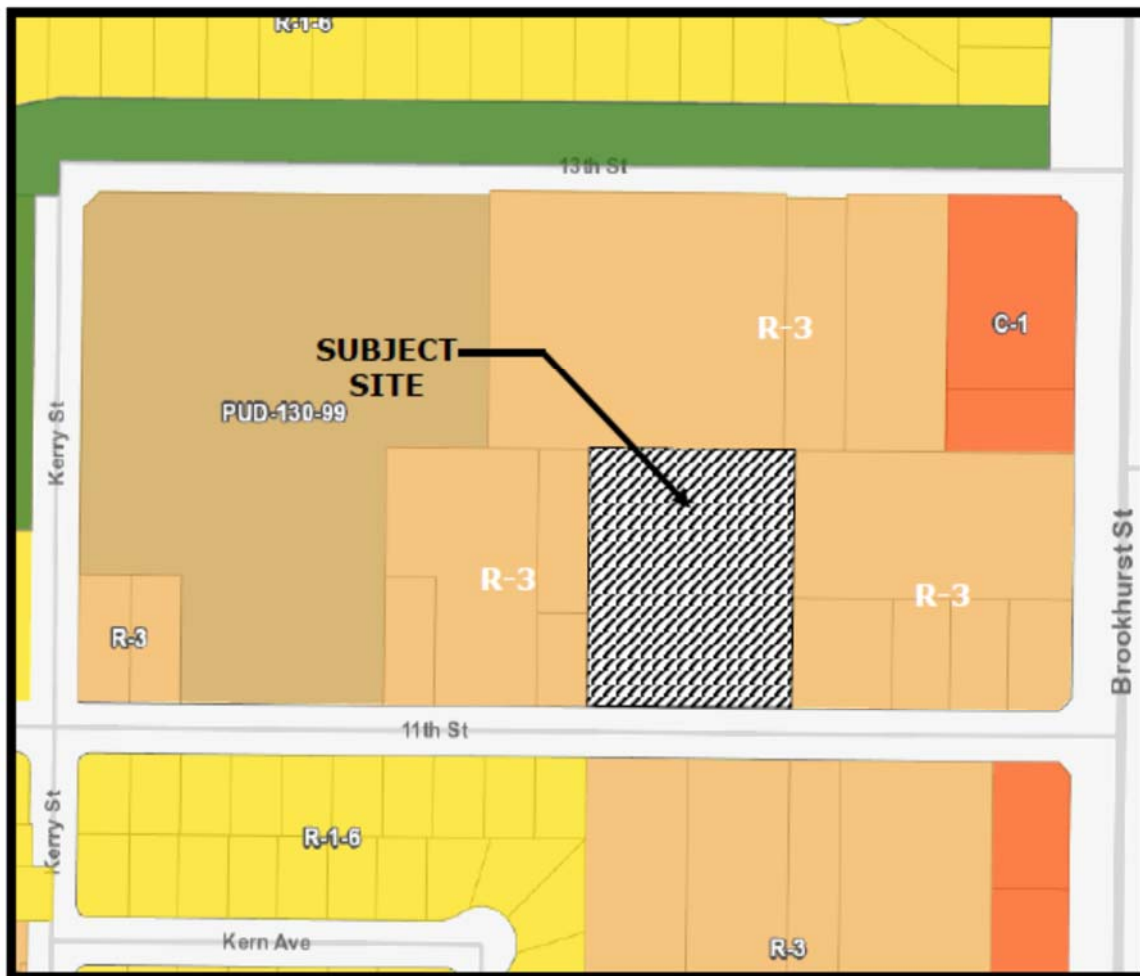 R-1-6
13th St
R-3
C-1
SUBJECT
SITE
PUD-130-99
Kerry St
Brookhurst St
R-3
R-3
R-3
11th St
Kerry St
R-1-6
Kern Ave
R-3